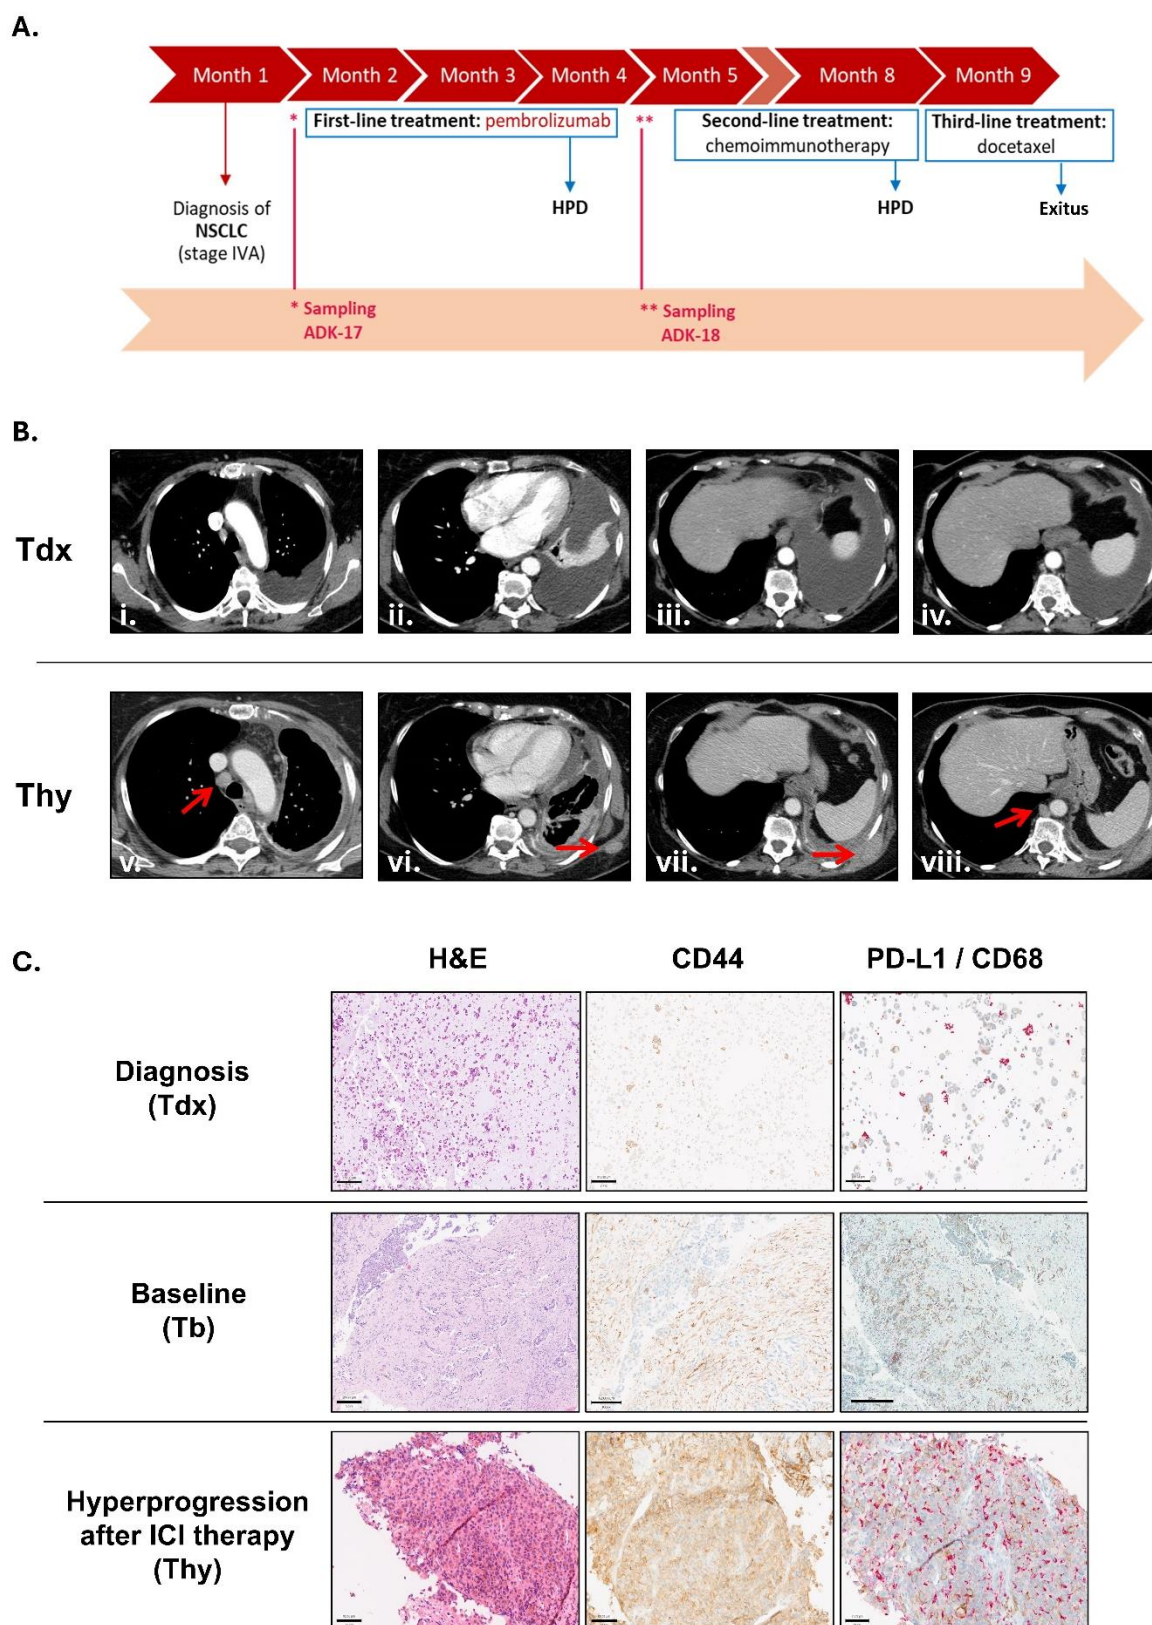 A.
Month 1 Month 2 Month 3 Month 4 Month 5 Month 8 Month 9
* First-line treatment: pembrolizumab ** Second-line treatment: Third-line treatment:
chemoimmunotherapy docetaxel
Diagnosis of HPD HPD Exitus
NSCLC
(stage IVA)
* Sampling ** Sampling
ADK-17 ADK-18
B.
Tdx
i. ii. iii. iv.
Thy
v. vi. vii. viii.
C.
H&E CD44 PD-L1 / CD68
Diagnosis
(Tdx)
Baseline
(Tb)
Hyperprogression
after ICI therapy
(Thy)